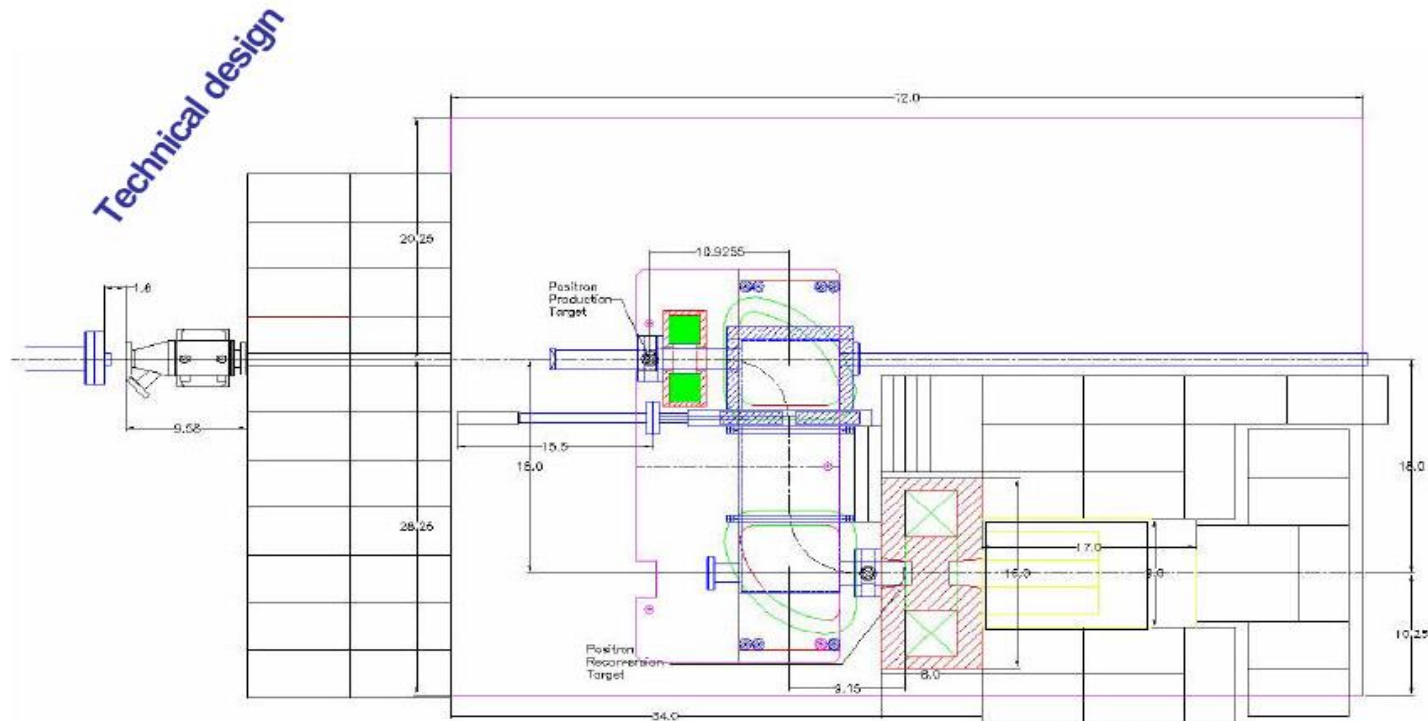 Technical design
72.0
20.25
10.9255
Positron
Production
Target
1.6
9.58
15.5
18.0
18.0
28.25
17.0
16.0
9.0
10.25
Positron
Reconversion
Target
8.0
9.15
34.0